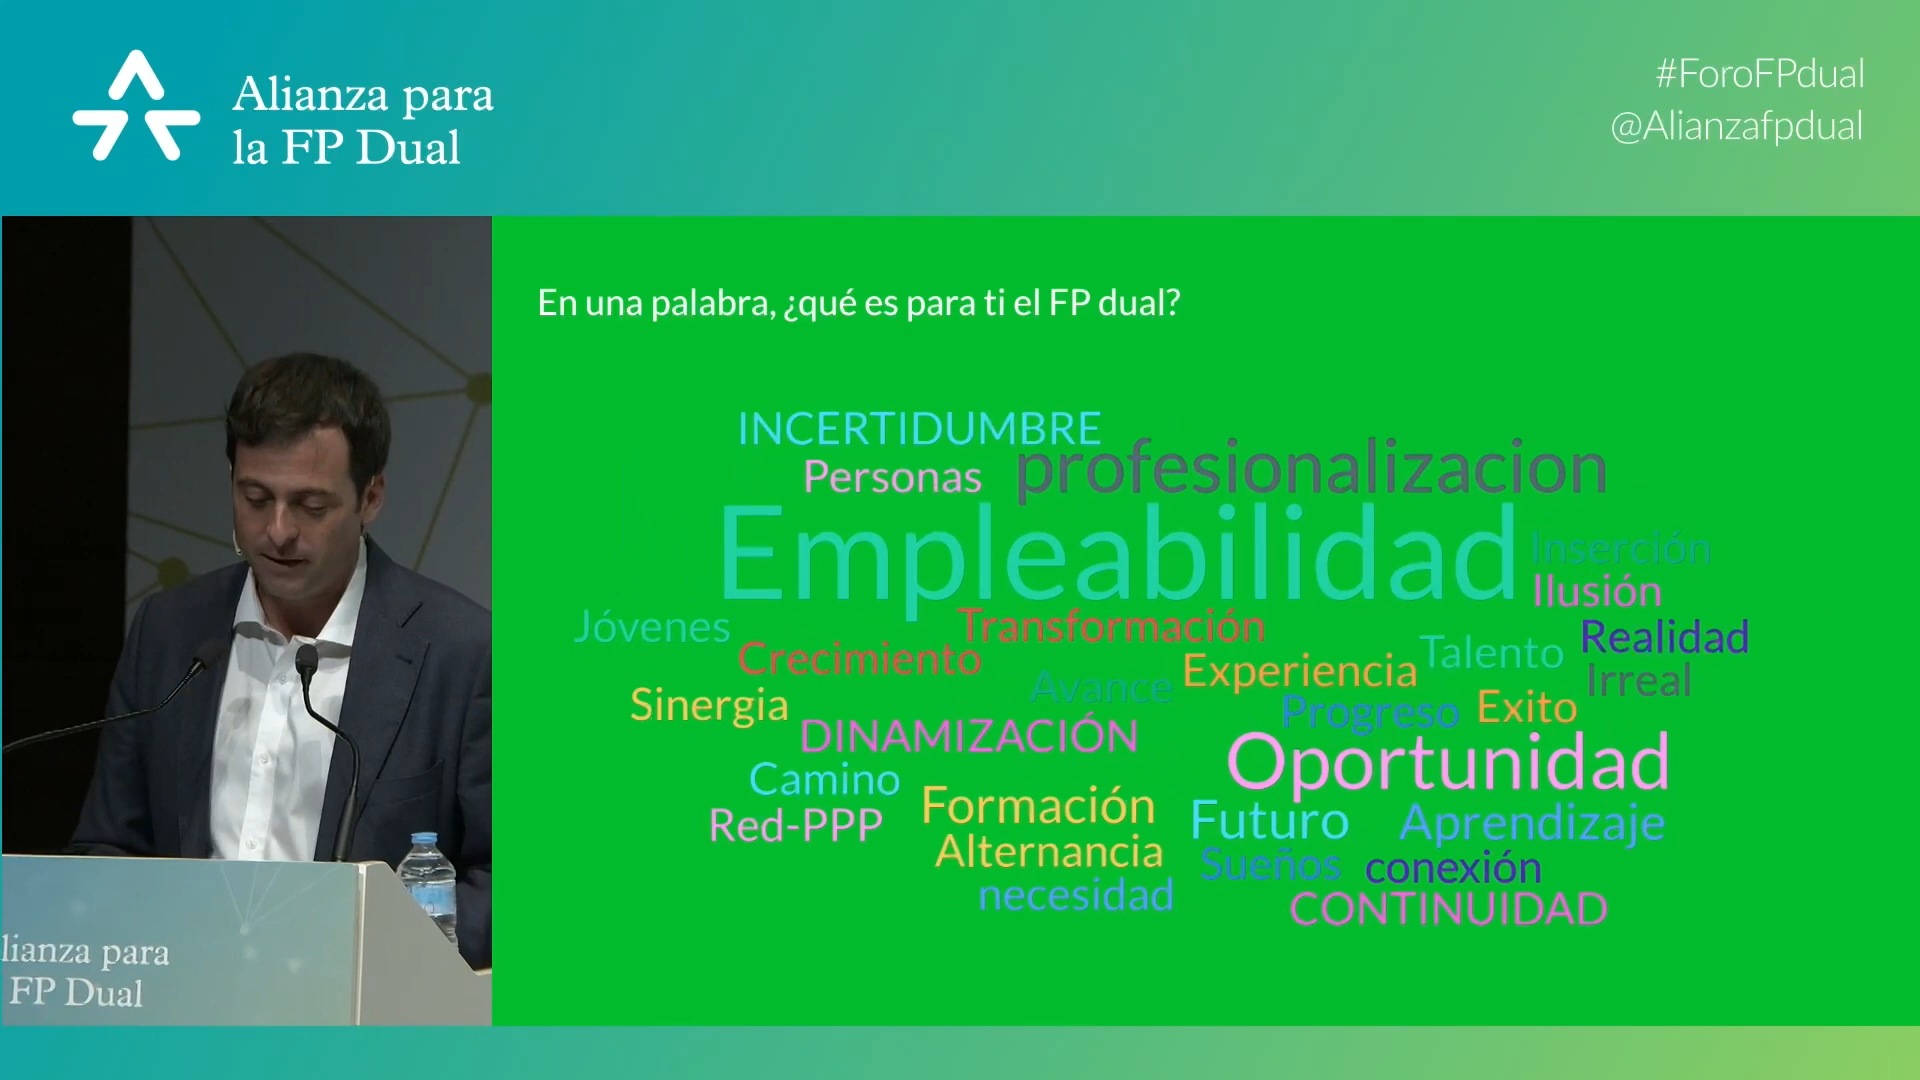 Alianza para
la FP Dual
#ForoFPdual
@Alianzafpdual
En una palabra, ¿qué es para ti el FP dual?
INCERTIDUMBRE
Personas
profesionalizacion
Empleabilidad
Inserción
Ilusión
Jóvenes
Transformación
Realidad
Crecimiento
Talento
Experiencia
Irreal
Avance
Sinergia
Progreso
Exito
DINAMIZACIÓN
Oportunidad
Camino
Formación
Futuro
Aprendizaje
Red-PPP
Alternancia
Sueños
conexión
necesidad
CONTINUIDAD
lianza para
FP Dual